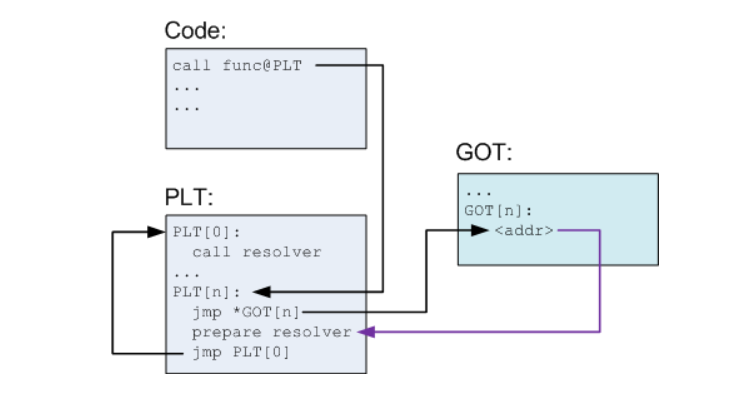 Code:
call func@PLT
...
...
PLT:
PLT[0]:
call resolver
...
PLT[n]:
jmp *GOT[n]
prepare resolver
jmp PLT[0]
GOT:
...
GOT[n]:
<addr>